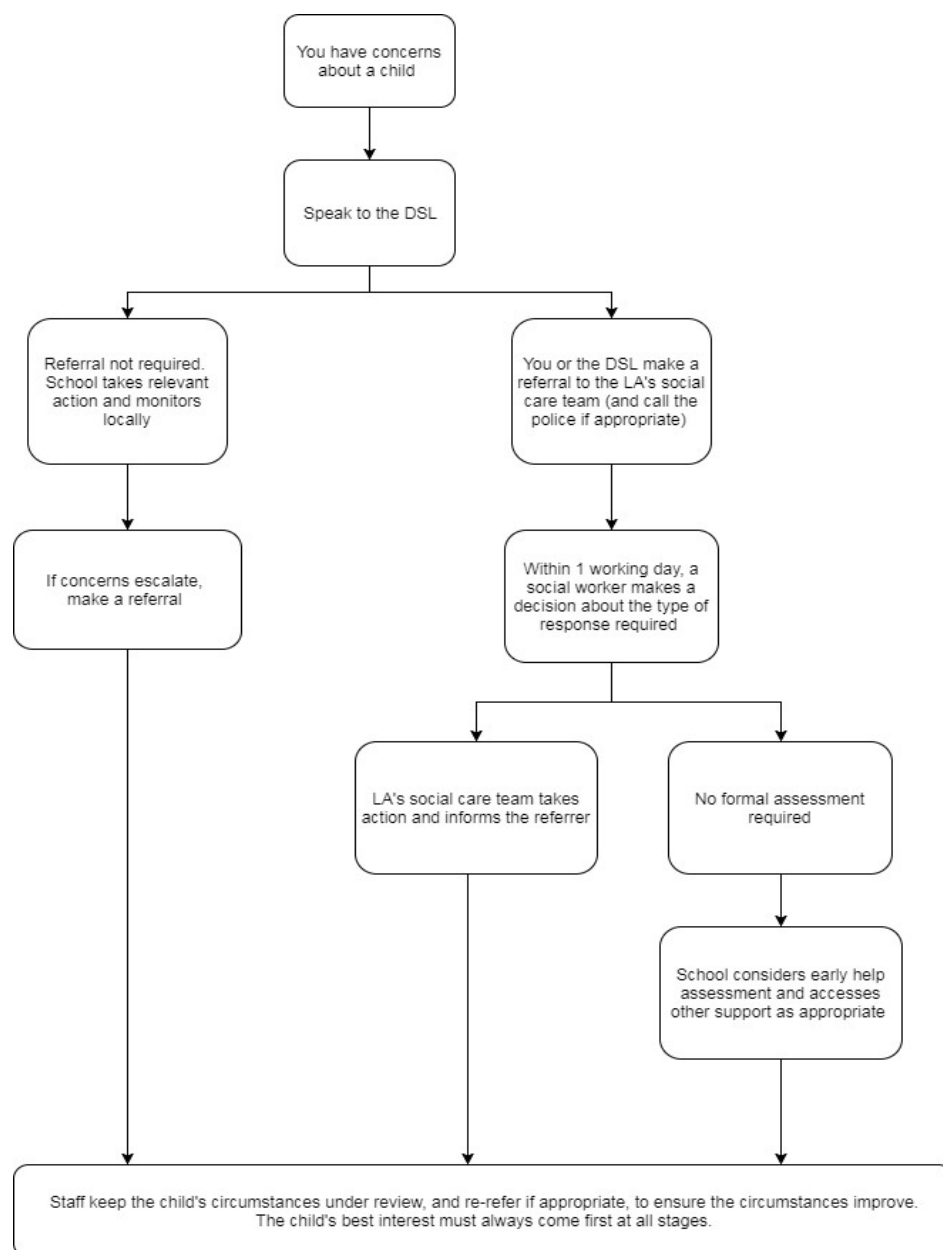 You have concerns
about a child
Speak to the DSL
Referral not required.
School takes relevant
action and monitors
locally
You or the DSL make a
referral to the LA's social
care team (and call the
police if appropriate)
If concerns escalate,
make a referral
Within 1 working day, a
social worker makes a
decision about the type of
response required
LA's social care team takes
action and informs the referrer
No formal assessment
required
School considers early help
assessment and accesses
other support as appropriate
Staff keep the child's circumstances under review, and re-refer if appropriate, to ensure the circumstances improve.
The child's best interest must always come first at all stages.